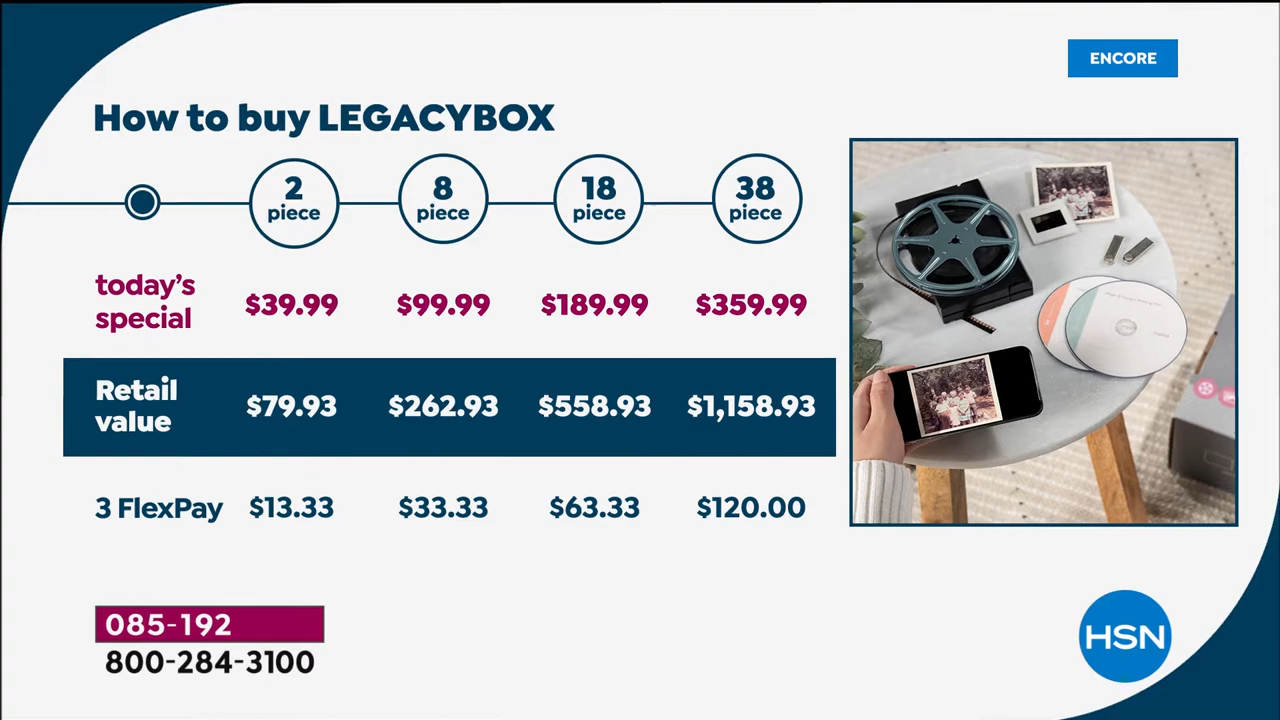 ENCORE
How to buy LEGACYBOX
2 piece
8 piece
18 piece
38 piece
today's special
$39.99 $99.99 $189.99 $359.99
Retail value
$79.93 $262.93 $558.93 $1,158.93
3 FlexPay $13.33 $33.33 $63.33 $120.00
085-192
800-284-3100
HSN